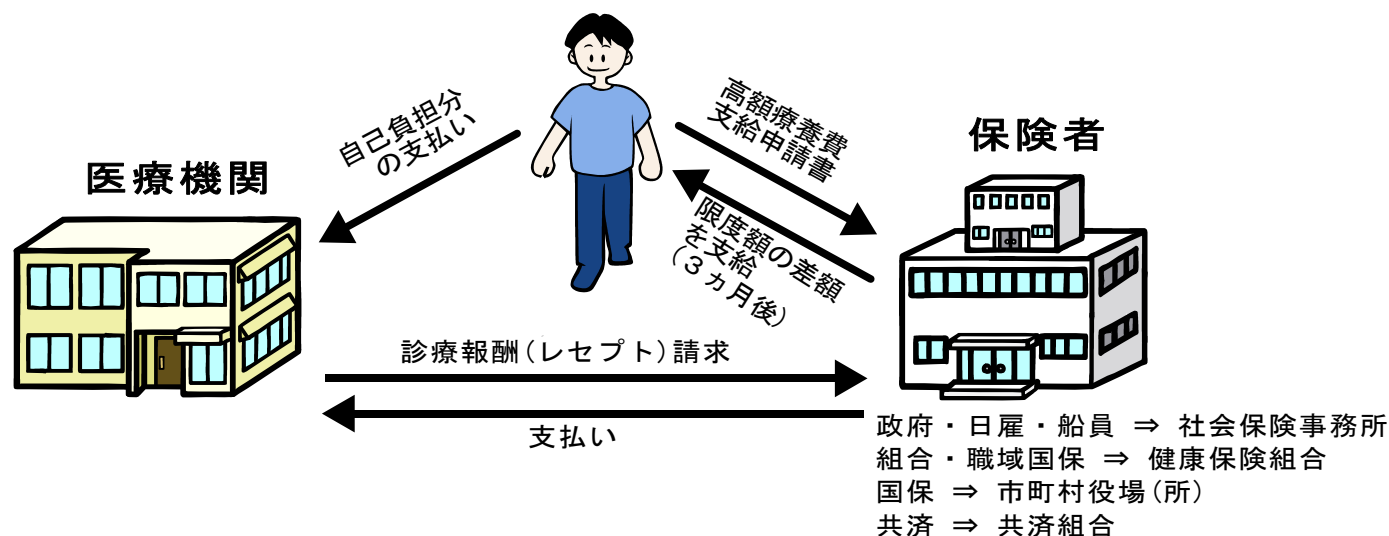 医療機関
自己負担分
の支払い
高額療養費
支給申請書
限度額の差額
を支給
(３ヵ月後)
保険者
診療報酬(レセプト)請求
支払い
政府・日雇・船員 ⇒ 社会保険事務所
組合・職域国保 ⇒ 健康保険組合
国保 ⇒ 市町村役場(所)
共済 ⇒ 共済組合